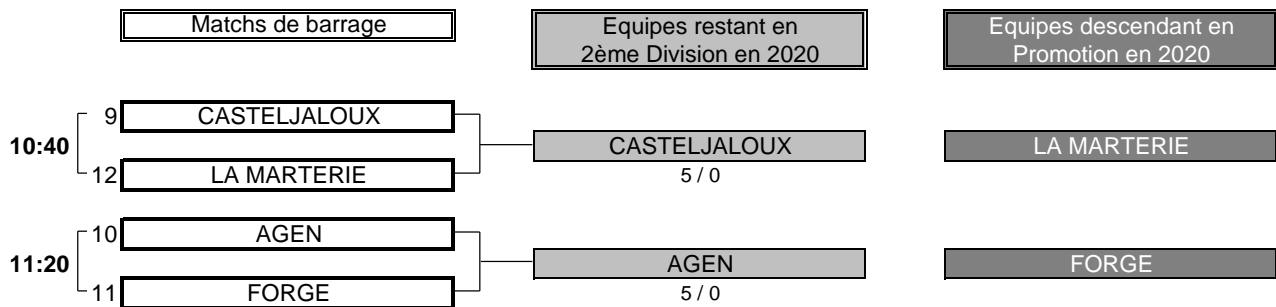 Matchs de barrage
Equipes restant en
2ème Division en 2020
Equipes descendant en
Promotion en 2020
9 CASTELJALOUX
10:40
CASTELJALOUX
LA MARTERIE
12 LA MARTERIE
5 / 0
10 AGEN
11:20
AGEN
FORGE
11 FORGE
5 / 0